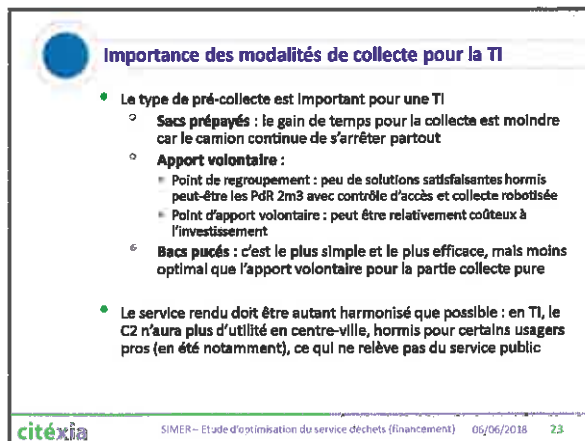 Importance des modalités de collecte pour la TI
• Le type de pré-collecte est important pour une TI
° Sacs prépayés : le gain de temps pour la collecte est moindre
car le camion continue de s'arrêter partout
° Apport volontaire :
Point de regroupement : peu de solutions satisfaisantes hormis
peut-être les PdR 2m3 avec contrôle d'accès et collecte robotisée
Point d'apport volontaire : peut être relativement coûteux à
l'investissement
° Bacs pucés : c'est le plus simple et le plus efficace, mais moins
optimal que l'apport volontaire pour la partie collecte pure
• Le service rendu doit être autant harmonisé que possible : en TI, le
C2 n'aura plus d'utilité en centre-ville, hormis pour certains usagers
pros (en été notamment), ce qui ne relève pas du service public
citéxia SIMER – Etude d'optimisation du service déchets (financement) 06/06/2018 23